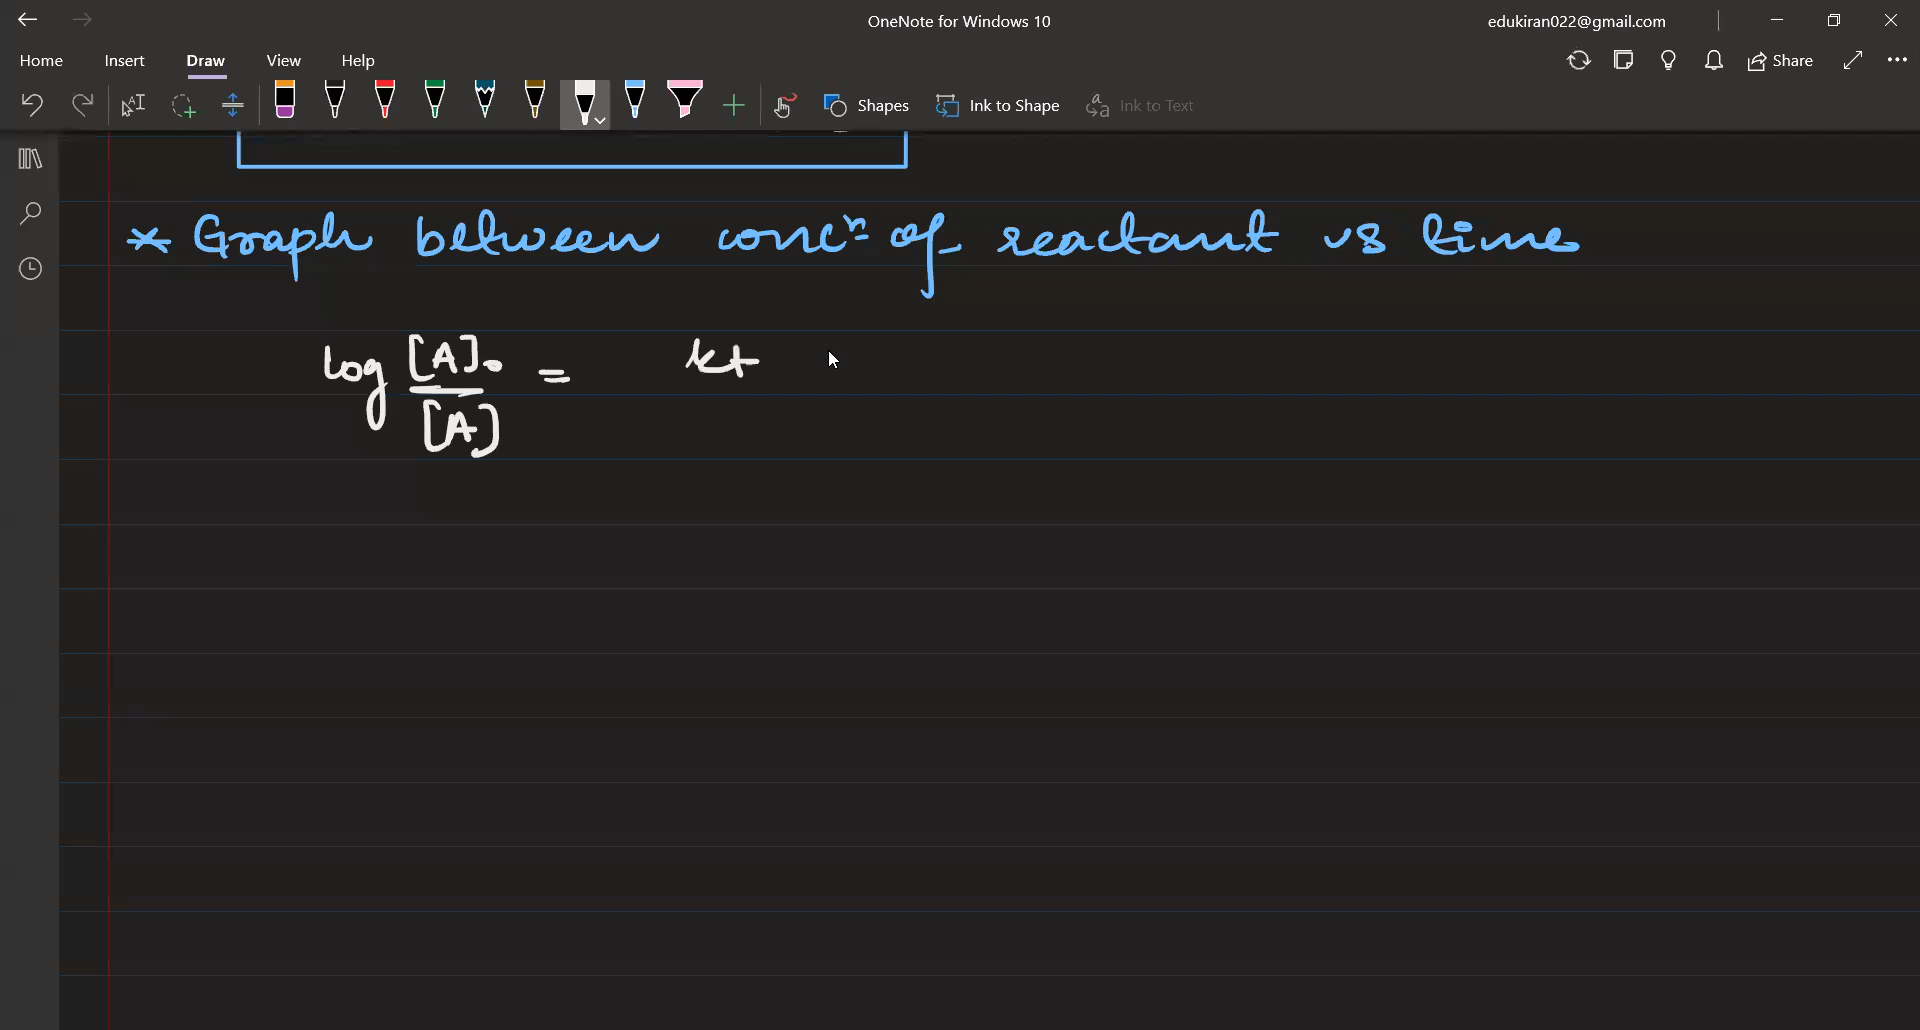 OneNote for Windows 10
edukiran022@gmail.com
Home Insert Draw View Help
Share
Shapes Ink to Shape Ink to Text
* Graph between concn of reactant vs time
log [A]₀ / [A] = kt